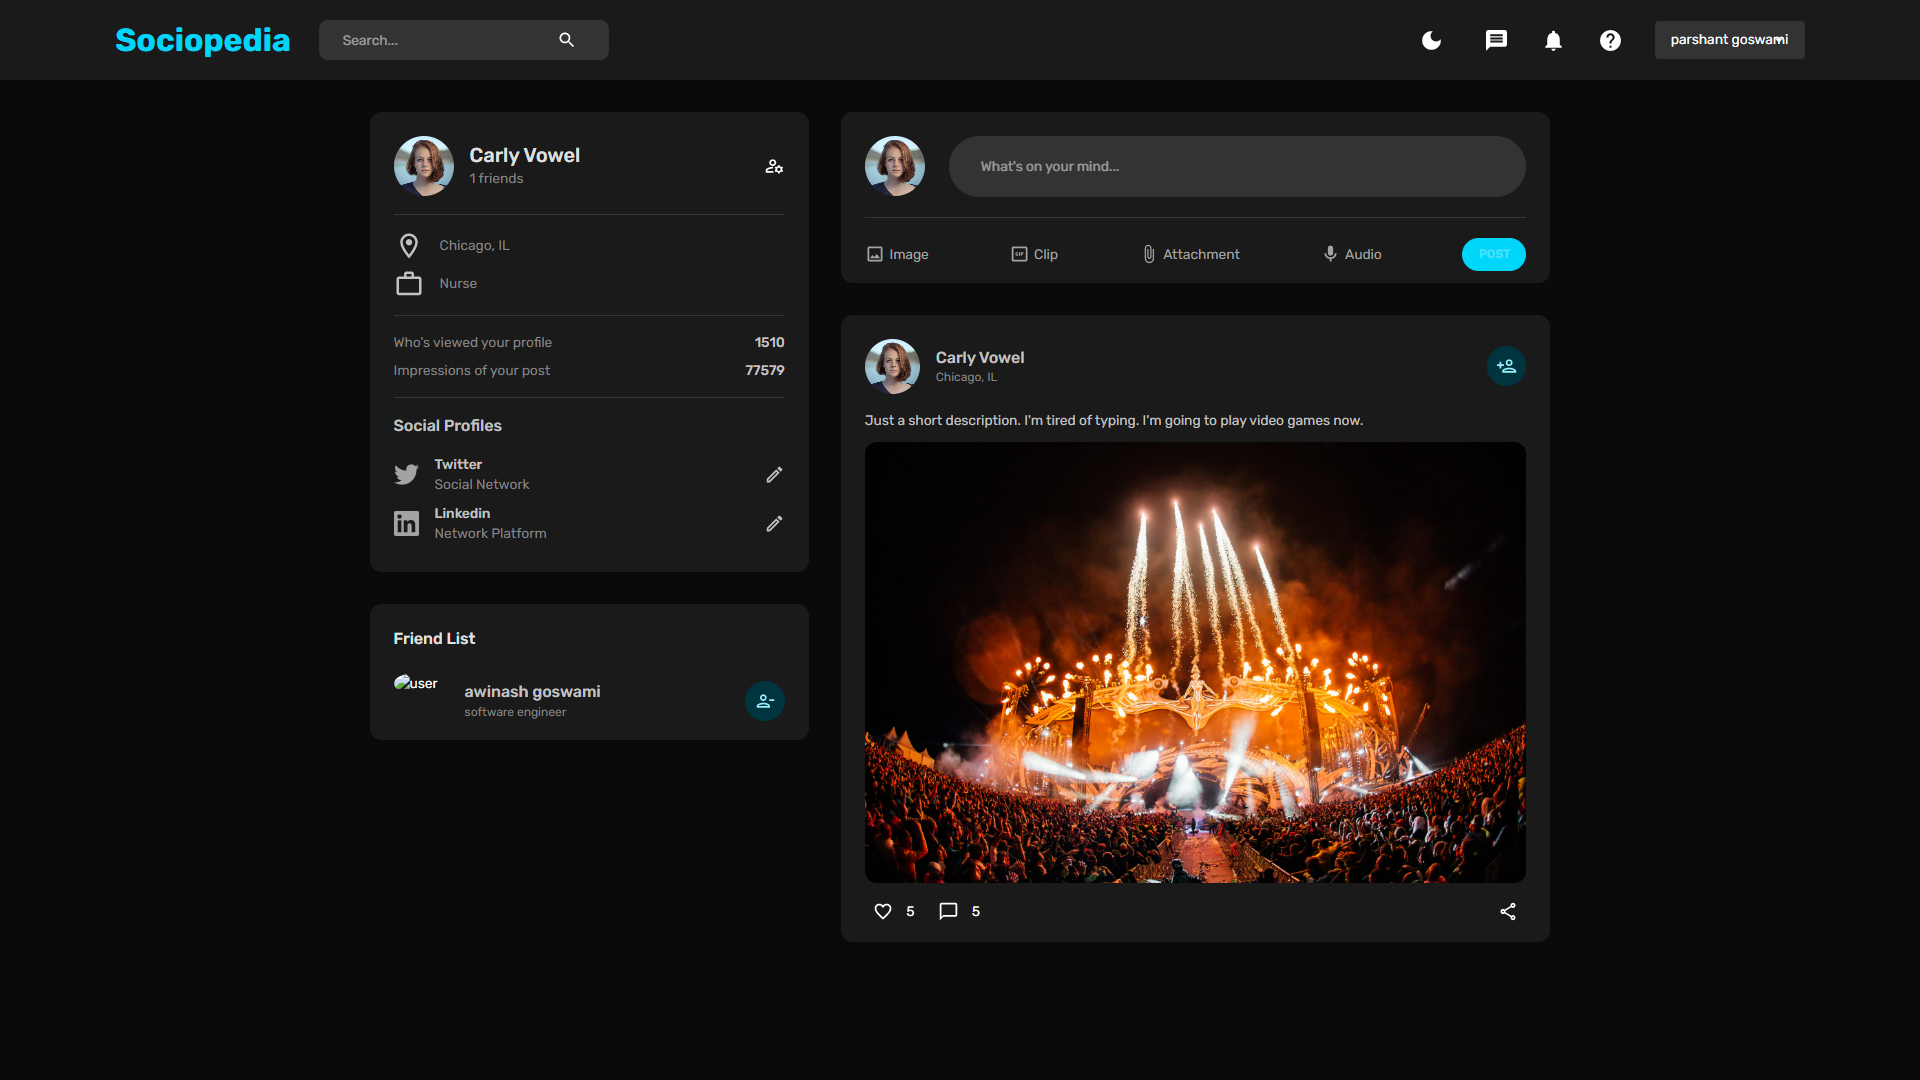 Sociopedia
Search...
parshant goswami
Carly Vowel
1 friends
Chicago, IL
Nurse
Who's viewed your profile 1510
Impressions of your post 77579
Social Profiles
Twitter
Social Network
Linkedin
Network Platform
Friend List
user
awinash goswami
software engineer
What's on your mind...
Image Clip Attachment Audio POST
Carly Vowel
Chicago, IL
Just a short description. I'm tired of typing. I'm going to play video games now.
5 5